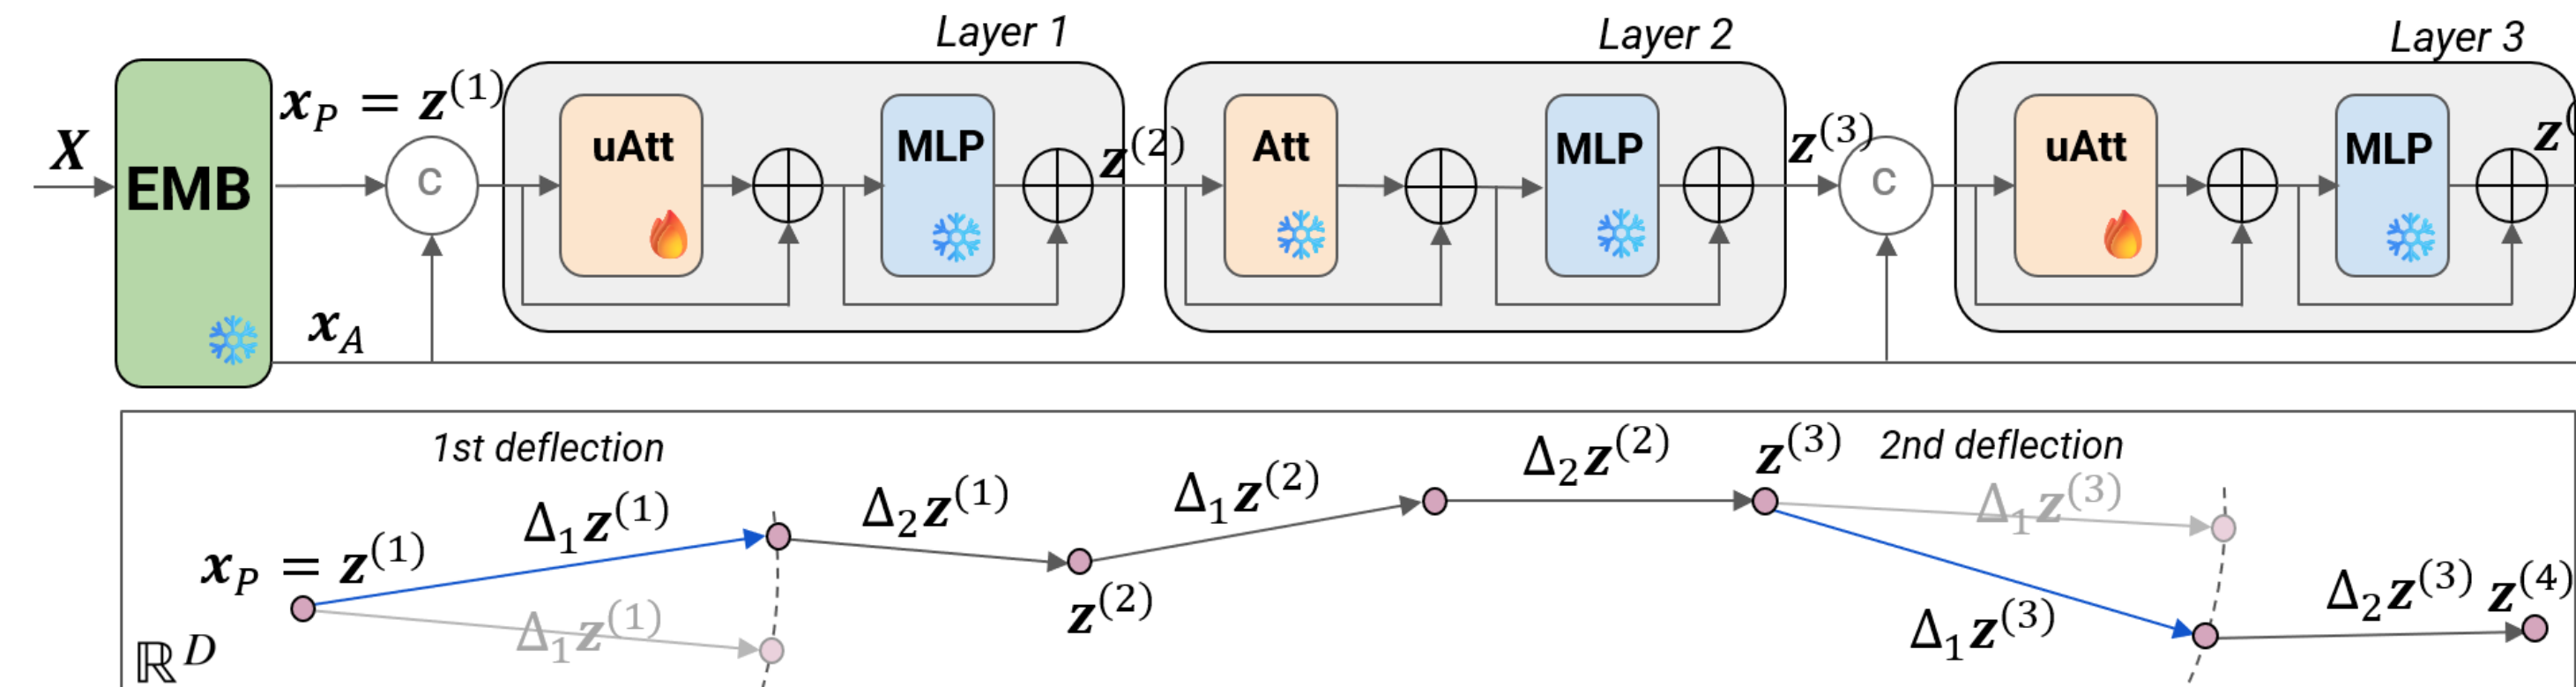 Layer 1
Layer 2
Layer 3
X
EMB
x_P = z^(1)
C
uAtt
MLP
z^(2)
Att
MLP
z^(3)
C
uAtt
MLP
z^(
x_A
1st deflection
Δ_1 z^(1)
Δ_2 z^(1)
Δ_1 z^(2)
Δ_2 z^(2)
z^(3)
2nd deflection
Δ_1 z^(3)
x_P = z^(1)
Δ_1 z^(1)
z^(2)
Δ_1 z^(3)
Δ_2 z^(3)
z^(4)
ℝ^D